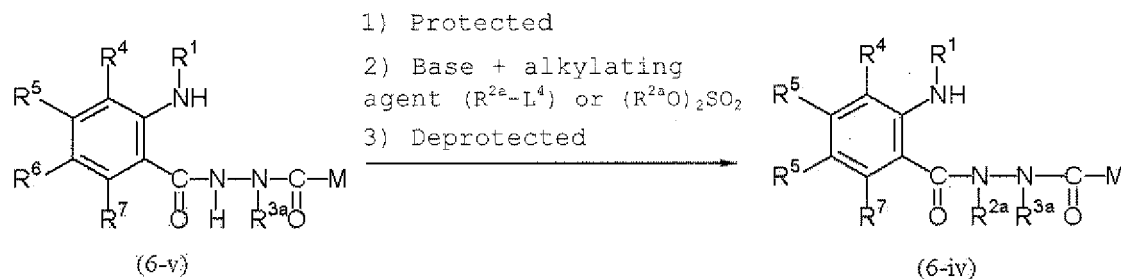 1) Protected
2) Base + alkylating
agent (R2a-L4) or (R2aO)2SO2
3) Deprotected
R4 R1
R5 NH
R6
R7 C N N C M
O H R3a O
(6-v)
R4 R1
R5 NH
R5
R7 C N N C M
O R2a R3a O
(6-iv)